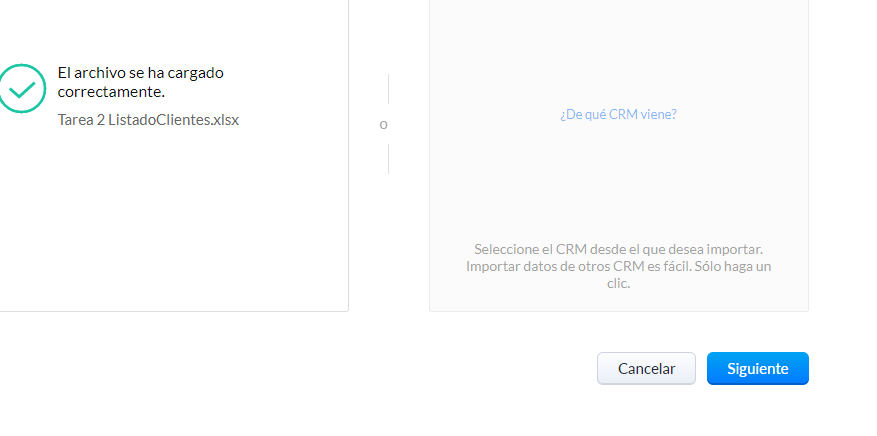 El archivo se ha cargado
correctamente.
Tarea 2 ListadoClientes.xlsx
o
¿De qué CRM viene?
Seleccione el CRM desde el que desea importar.
Importar datos de otros CRM es fácil. Sólo haga un
clic.
Cancelar
Siguiente